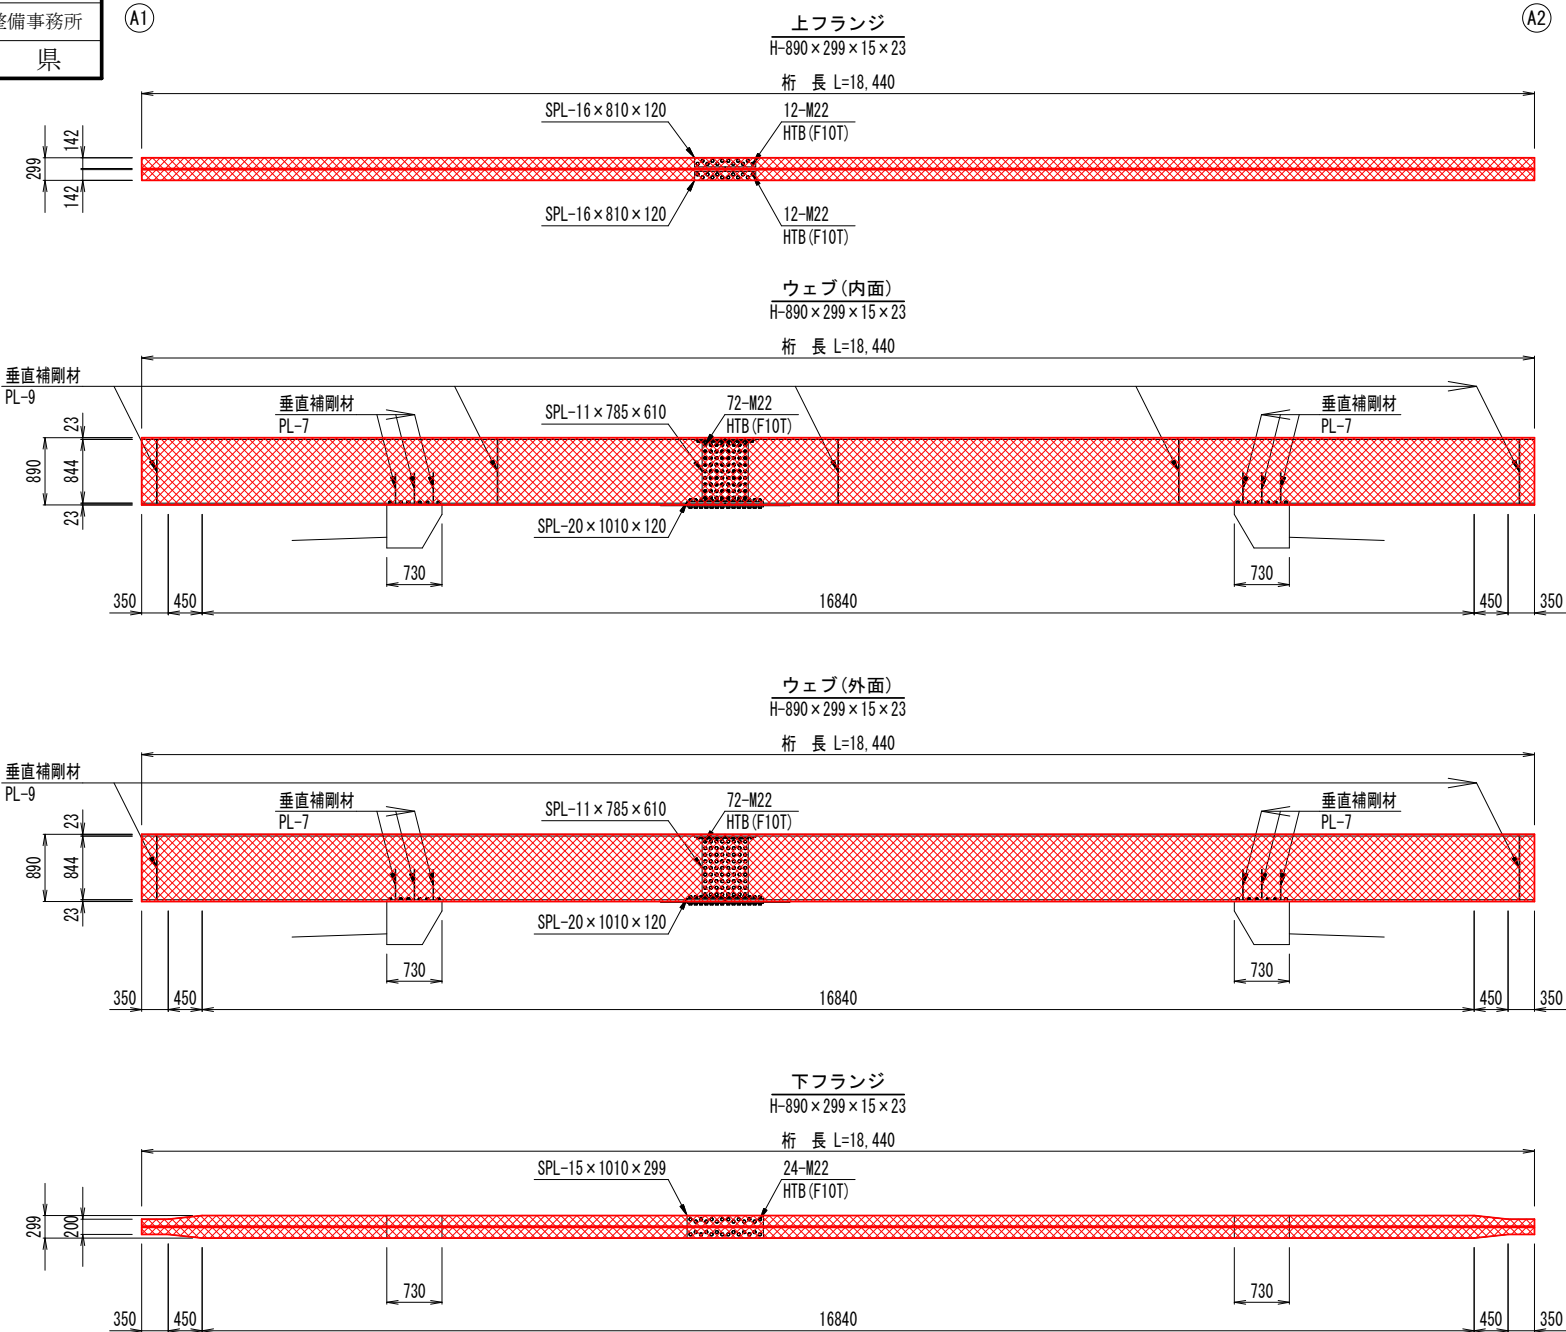 整備事務所
県
A1
A2
上フランジ
H-890×299×15×23
桁 長 L=18,440
SPL-16×810×120
12-M22
HTB(F10T)
299
142
142
SPL-16×810×120
12-M22
HTB(F10T)
ウェブ(内面)
H-890×299×15×23
桁 長 L=18,440
垂直補剛材
PL-9
垂直補剛材
PL-7
SPL-11×785×610
72-M22
HTB(F10T)
垂直補剛材
PL-7
890
23
844
23
SPL-20×1010×120
730
730
350
450
16840
450
350
ウェブ(外面)
H-890×299×15×23
桁 長 L=18,440
垂直補剛材
PL-9
垂直補剛材
PL-7
SPL-11×785×610
72-M22
HTB(F10T)
垂直補剛材
PL-7
890
23
844
23
SPL-20×1010×120
730
730
350
450
16840
450
350
下フランジ
H-890×299×15×23
桁 長 L=18,440
SPL-15×1010×299
24-M22
HTB(F10T)
299
200
730
730
350
450
16840
450
350